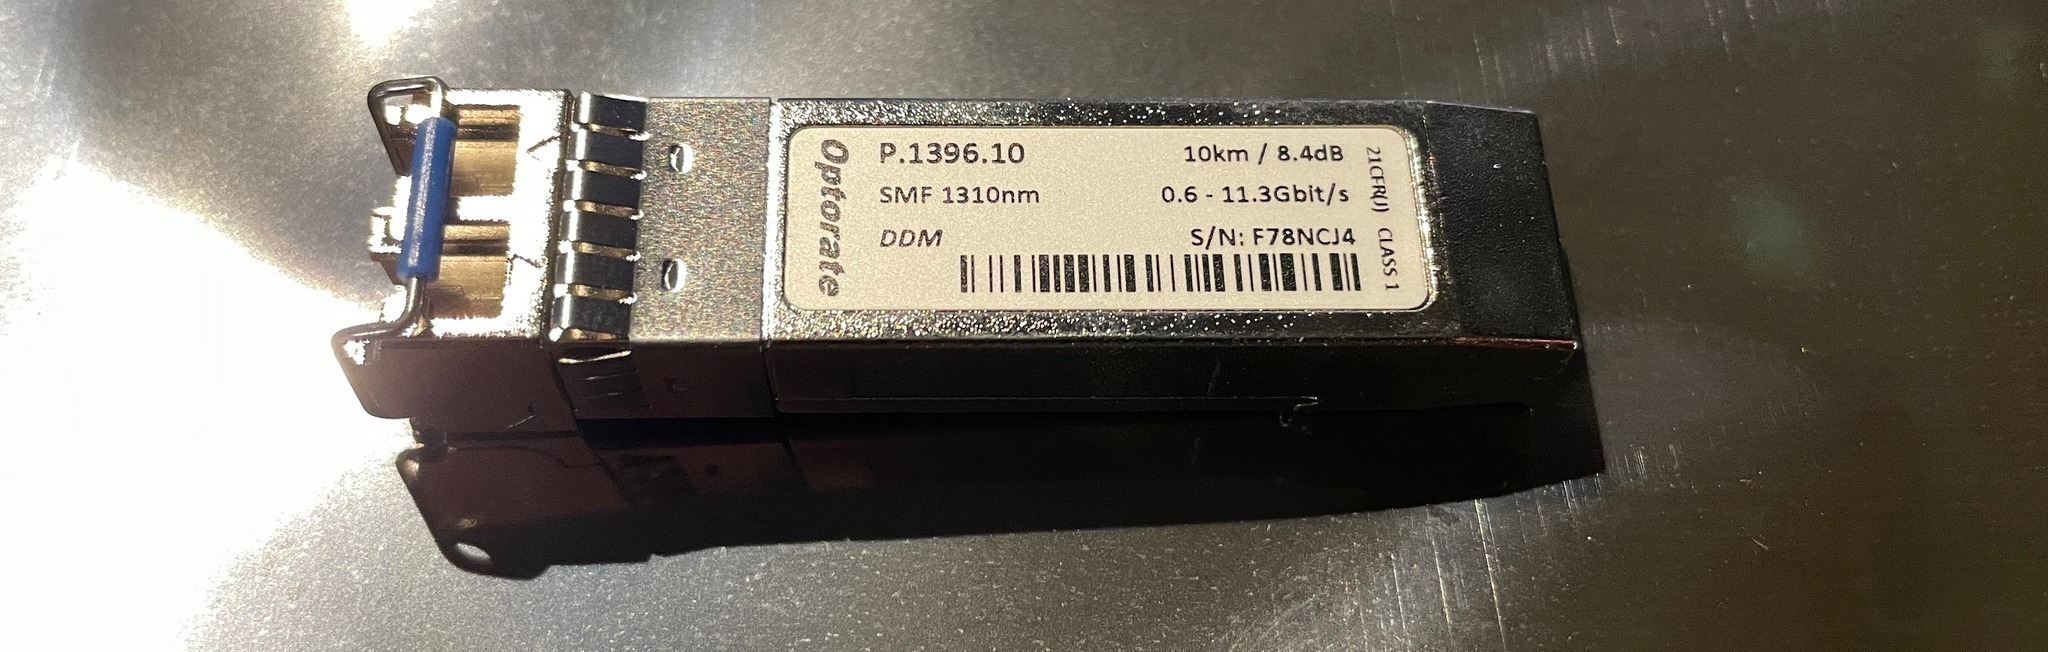 Optorate
P.1396.10 10km / 8.4dB
SMF 1310nm 0.6 - 11.3Gbit/s
DDM S/N: F78NCJ4
21CFR(J) CLASS 1